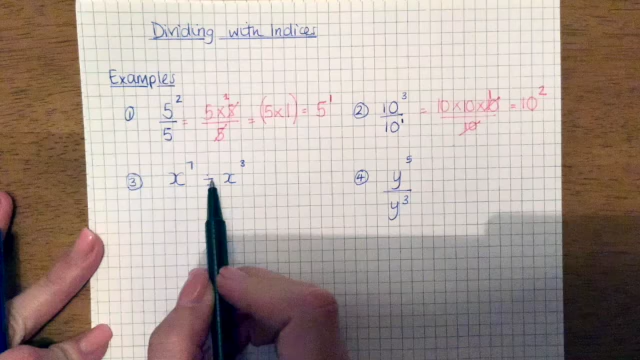 Dividing with Indices
Examples
① 5²/5 = 5×5/5 = (5×1) = 5¹
② 10³/10¹ = 10×10×10/10 = 10²
③ x⁷ ÷ x³
④ y⁵/y³